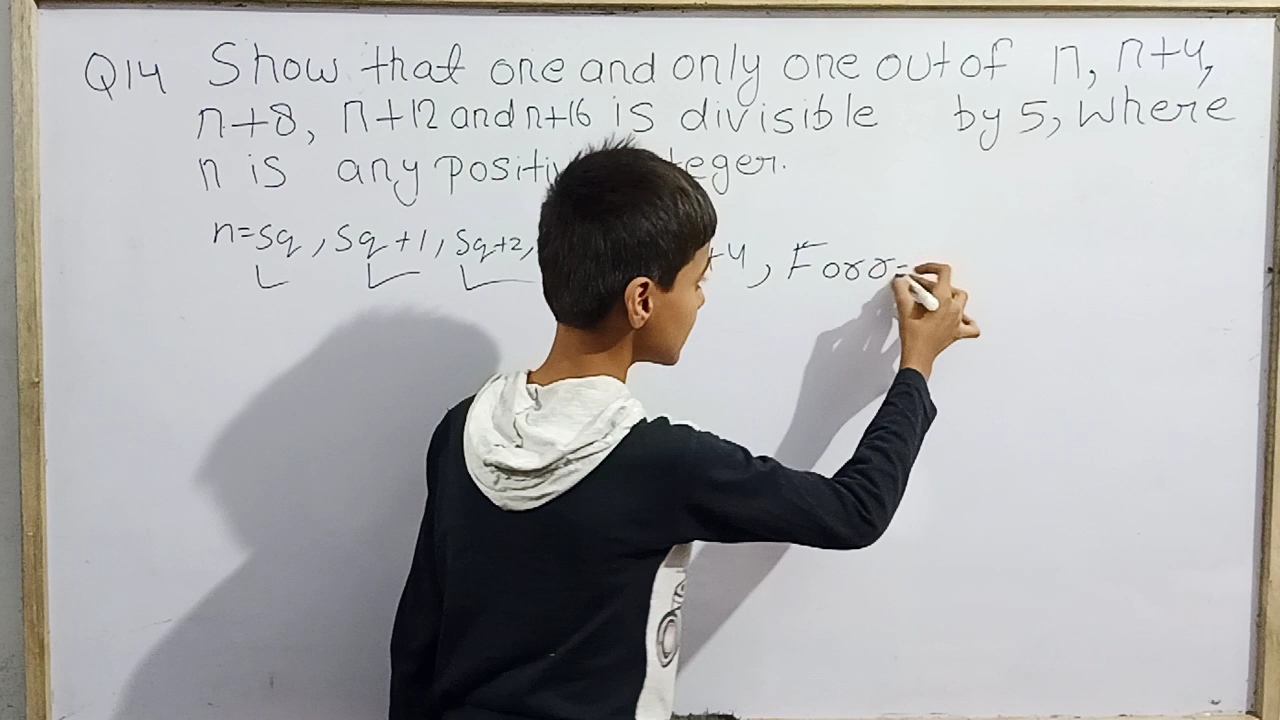 Q14 Show that one and only one out of n, n+4,
n+8, n+12 and n+16 is divisible by 5, where
n is any
n=5q, 5q+1, 5q+2, +4, For r=